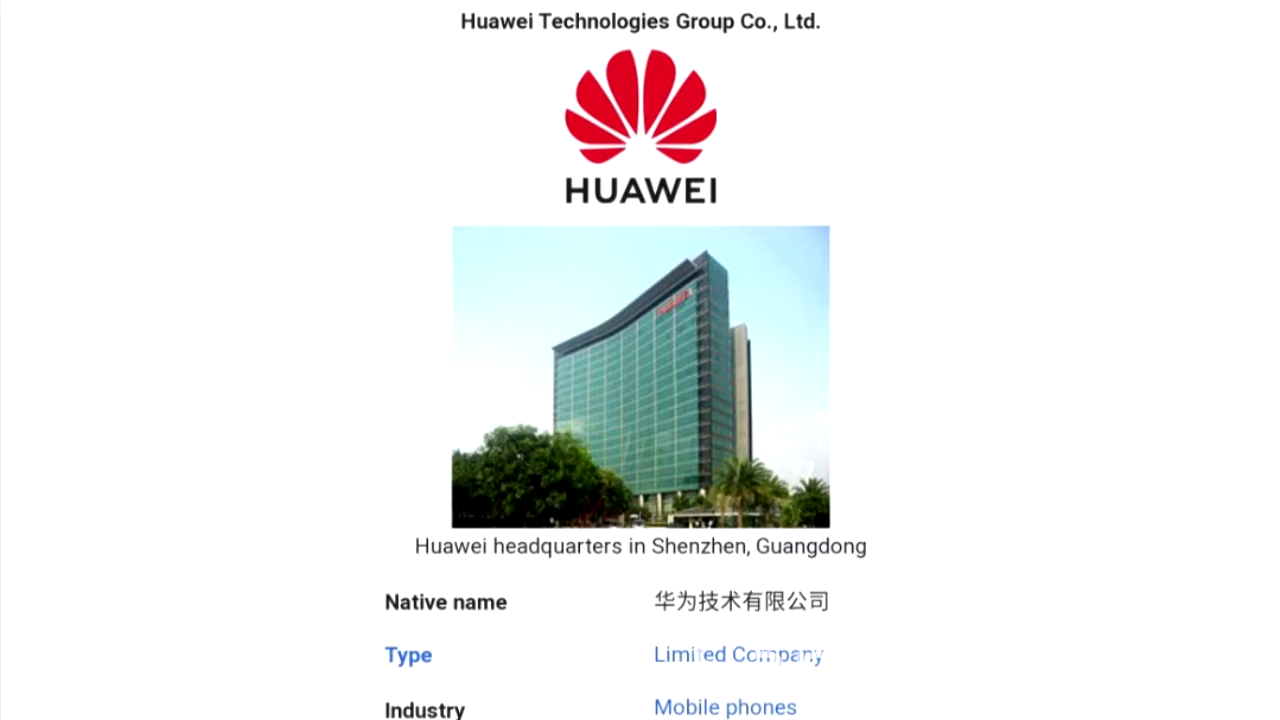 Huawei Technologies Group Co., Ltd.
HUAWEI
Huawei headquarters in Shenzhen, Guangdong
Native name 华为技术有限公司
Type Limited Company
Industry Mobile phones